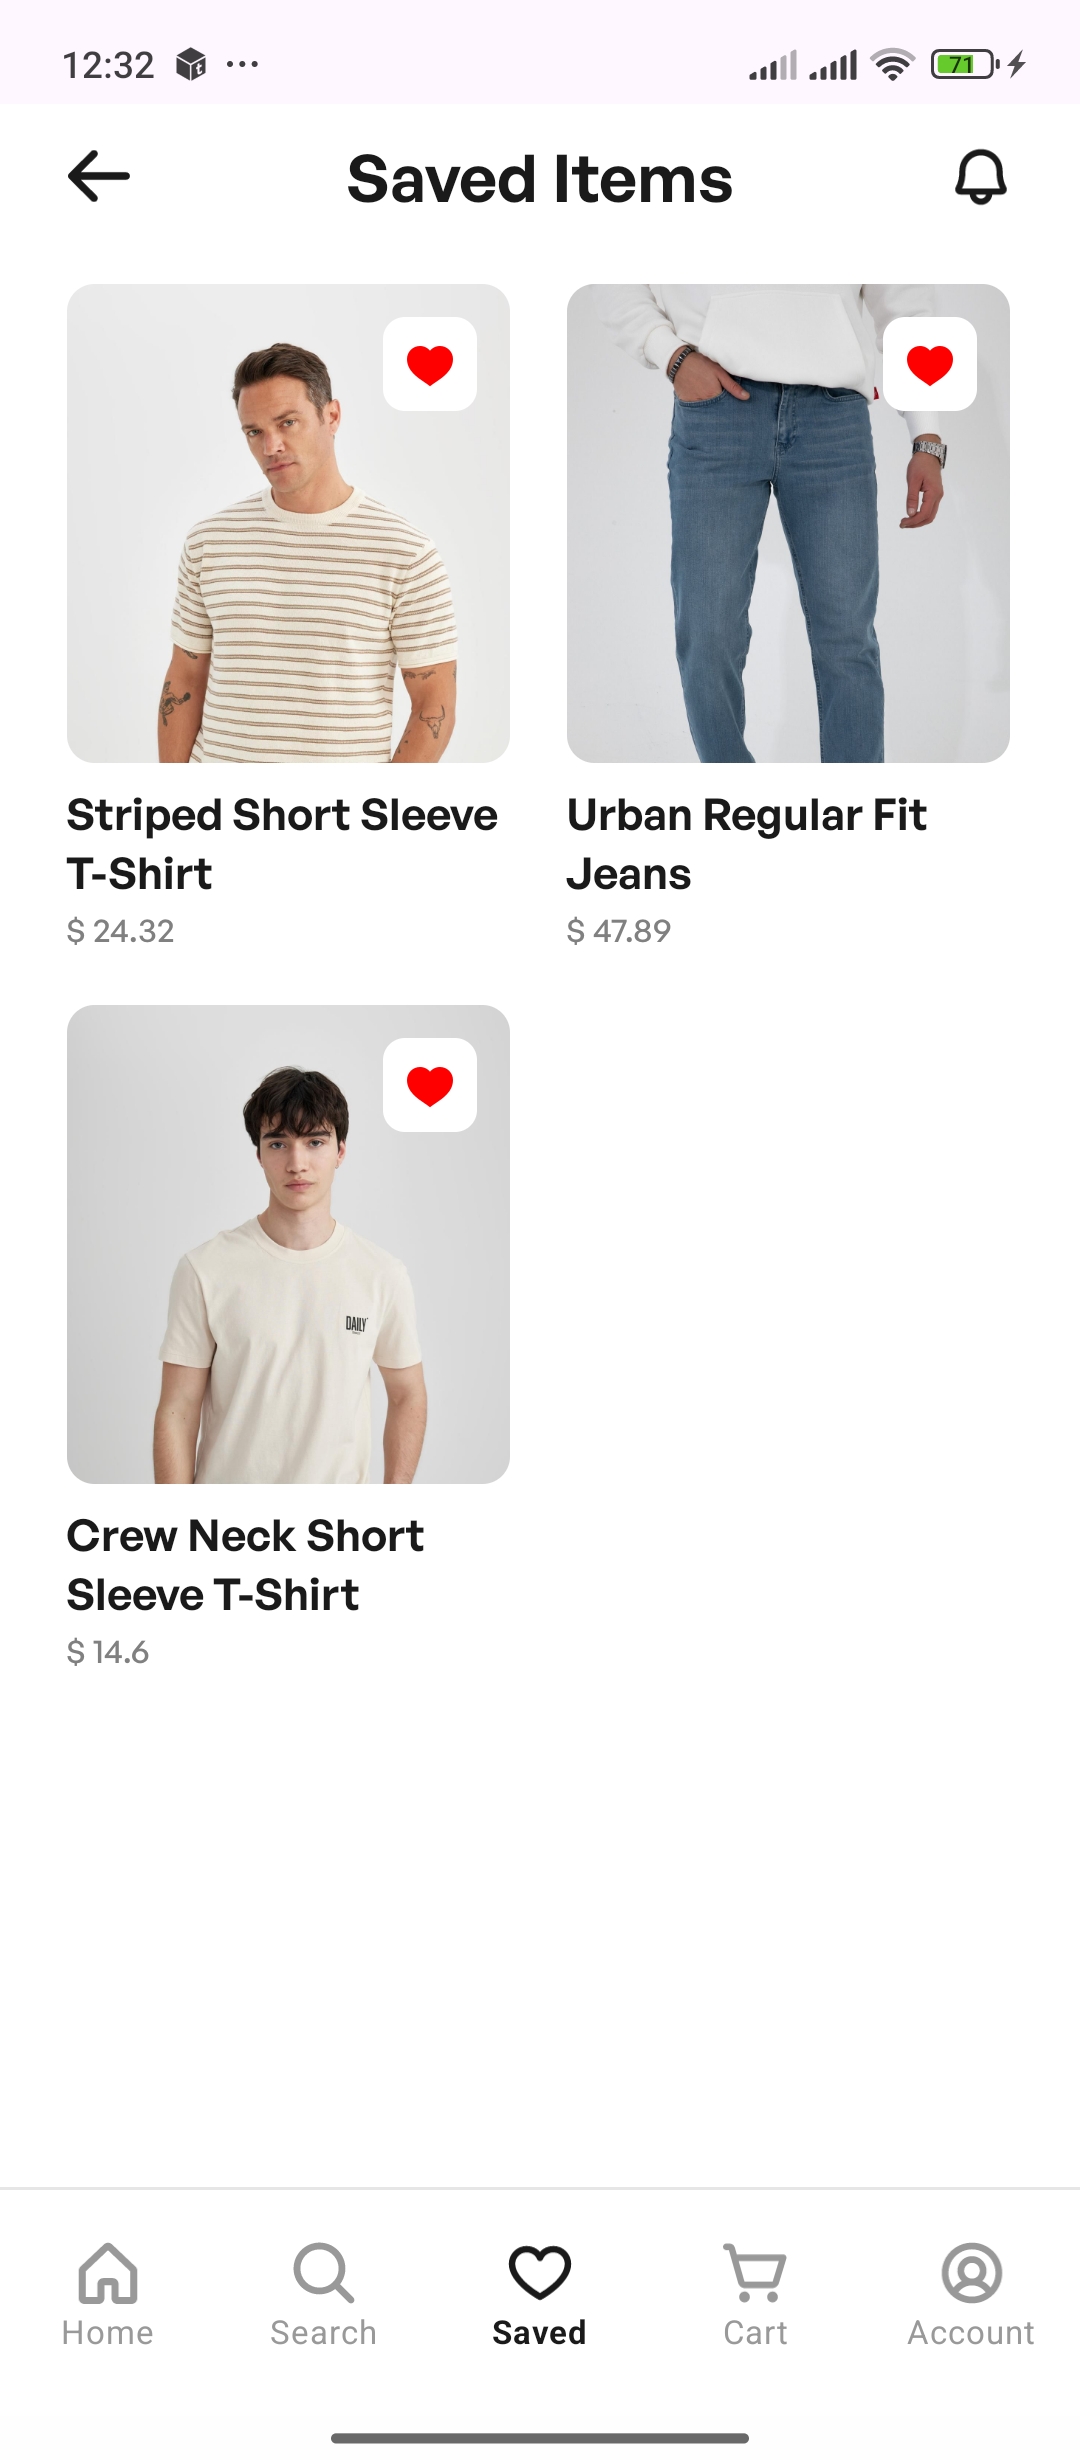 12:32
71
Saved Items
Striped Short Sleeve
T-Shirt
$ 24.32
Urban Regular Fit
Jeans
$ 47.89
DAILY
Crew Neck Short
Sleeve T-Shirt
$ 14.6
Home
Search
Saved
Cart
Account